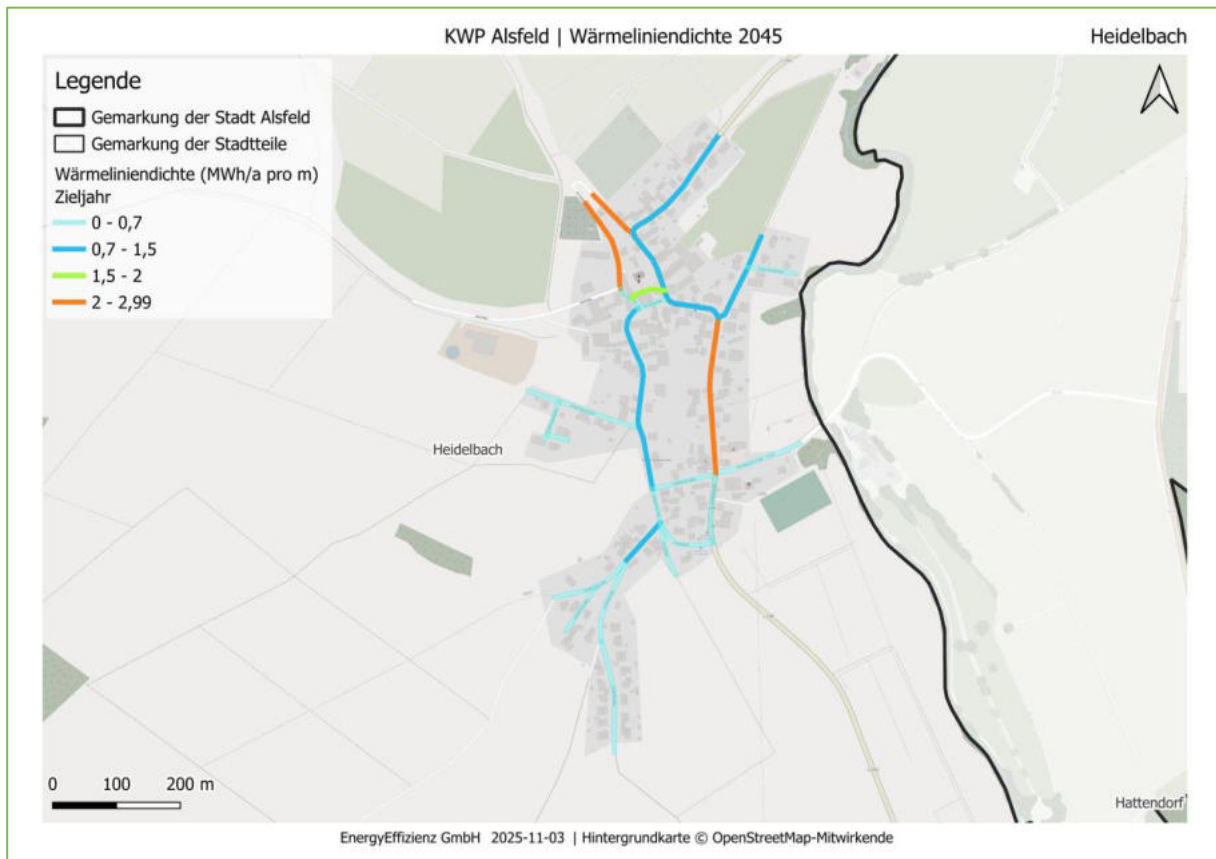 KWP Alsfeld | Wärmeliniendichte 2045
Heidelbach
Legende
Gemarkung der Stadt Alsfeld
Gemarkung der Stadtteile
Wärmeliniendichte (MWh/a pro m)
Zieljahr
0 - 0,7
0,7 - 1,5
1,5 - 2
2 - 2,99
Heidelbach
0 100 200 m
Hattendorf
EnergyEffizienz GmbH 2025-11-03 | Hintergrundkarte © OpenStreetMap-Mitwirkende